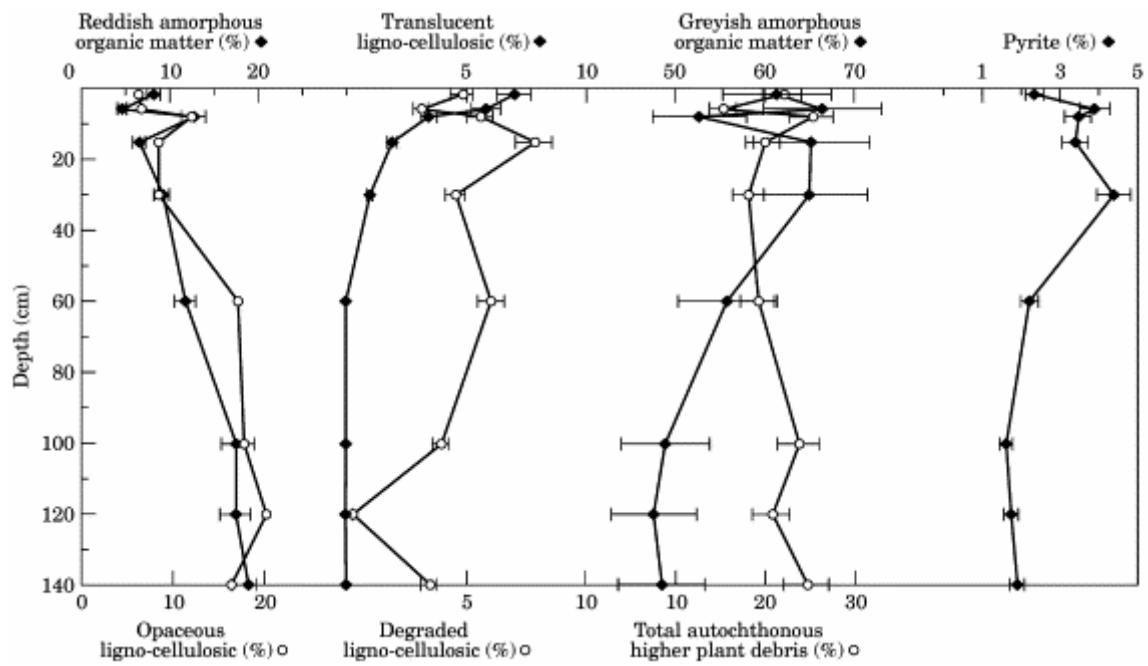 Reddish amorphous
organic matter (%) ◆
Translucent
ligno-cellulosic (%) ◆
Greyish amorphous
organic matter (%) ◆
Pyrite (%) ◆
0 10 20 5 10 50 60 70 1 3 5
20
40
60
80
100
120
140
Depth (cm)
0 10 20 5 10 10 20 30
Opaceous
ligno-cellulosic (%) ○
Degraded
ligno-cellulosic (%) ○
Total autochthonous
higher plant debris (%) ○